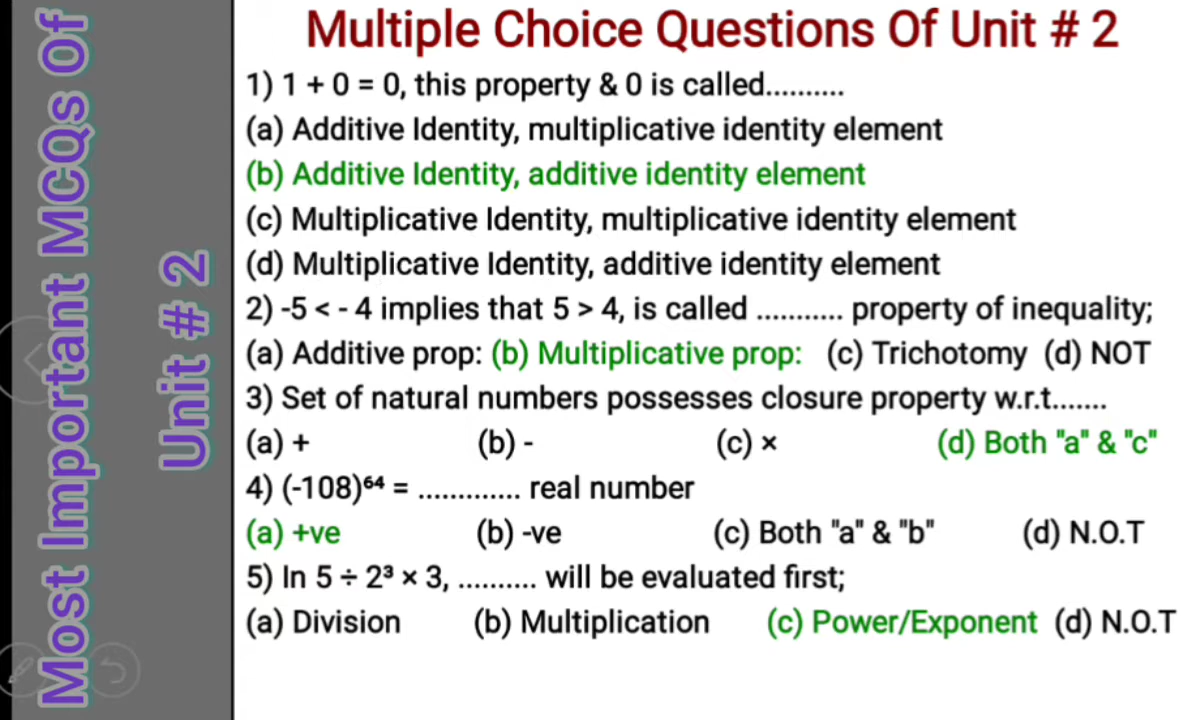 Most Important MCQs Of
Unit # 2
Multiple Choice Questions Of Unit # 2
1) 1 + 0 = 0, this property & 0 is called..........
(a) Additive Identity, multiplicative identity element
(b) Additive Identity, additive identity element
(c) Multiplicative Identity, multiplicative identity element
(d) Multiplicative Identity, additive identity element
2) -5 < - 4 implies that 5 > 4, is called ........... property of inequality;
(a) Additive prop: (b) Multiplicative prop: (c) Trichotomy (d) NOT
3) Set of natural numbers possesses closure property w.r.t.......
(a) + (b) - (c) × (d) Both "a" & "c"
4) (-108)⁶⁴ = ............. real number
(a) +ve (b) -ve (c) Both "a" & "b" (d) N.O.T
5) In 5 ÷ 2³ × 3, .......... will be evaluated first;
(a) Division (b) Multiplication (c) Power/Exponent (d) N.O.T